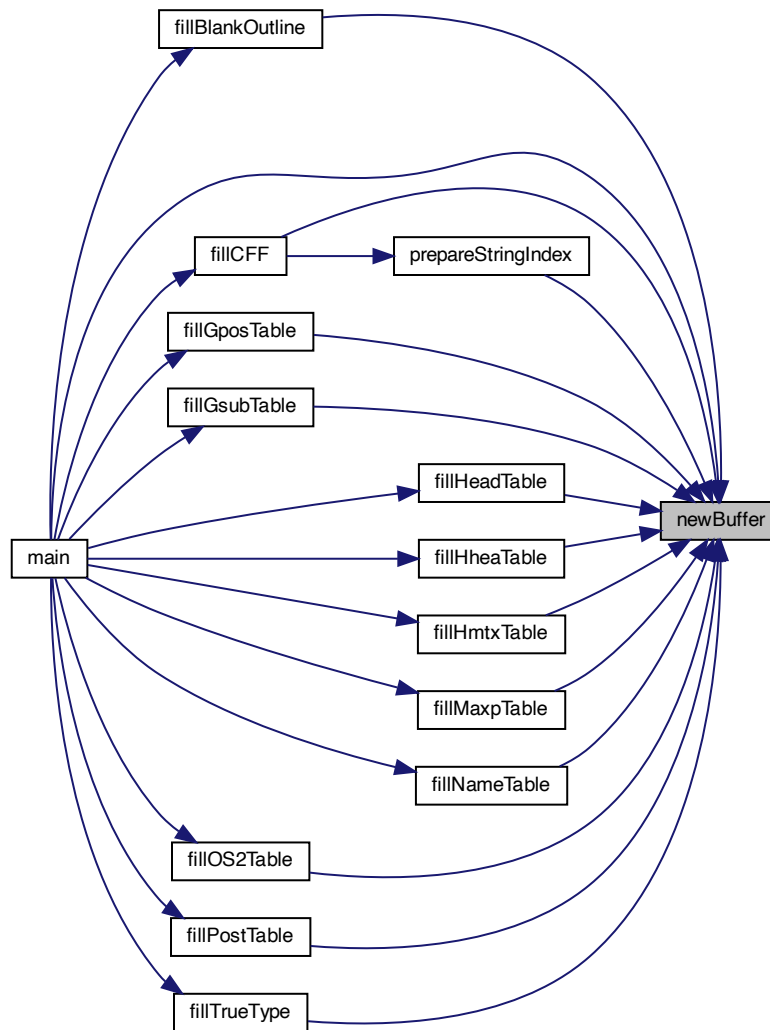 fillBlankOutline
fillCFF
prepareStringIndex
fillGposTable
fillGsubTable
fillHeadTable
newBuffer
main
fillHheaTable
fillHmtxTable
fillMaxpTable
fillNameTable
fillOS2Table
fillPostTable
fillTrueType